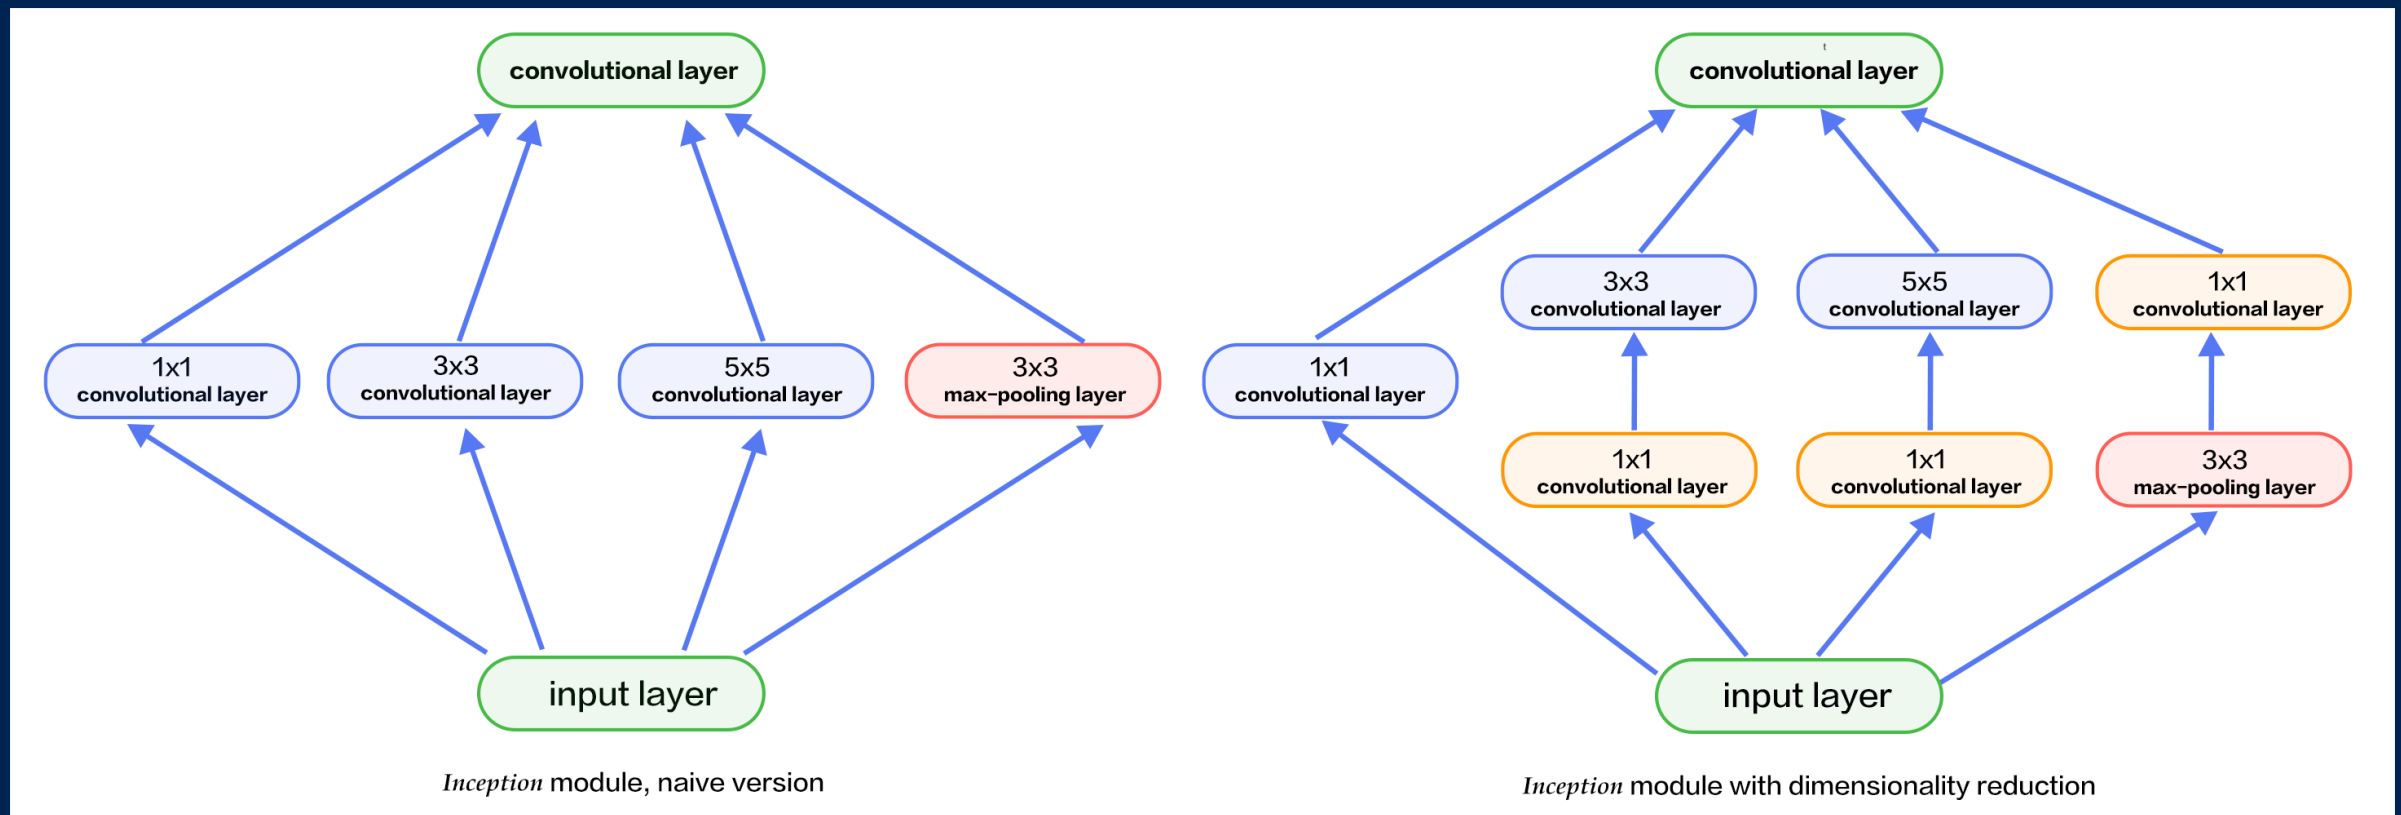 convolutional layer
1x1
convolutional layer
3x3
convolutional layer
5x5
convolutional layer
3x3
max-pooling layer
input layer
Inception module, naive version
t
convolutional layer
3x3
convolutional layer
5x5
convolutional layer
1x1
convolutional layer
1x1
convolutional layer
1x1
convolutional layer
1x1
convolutional layer
3x3
max-pooling layer
input layer
Inception module with dimensionality reduction